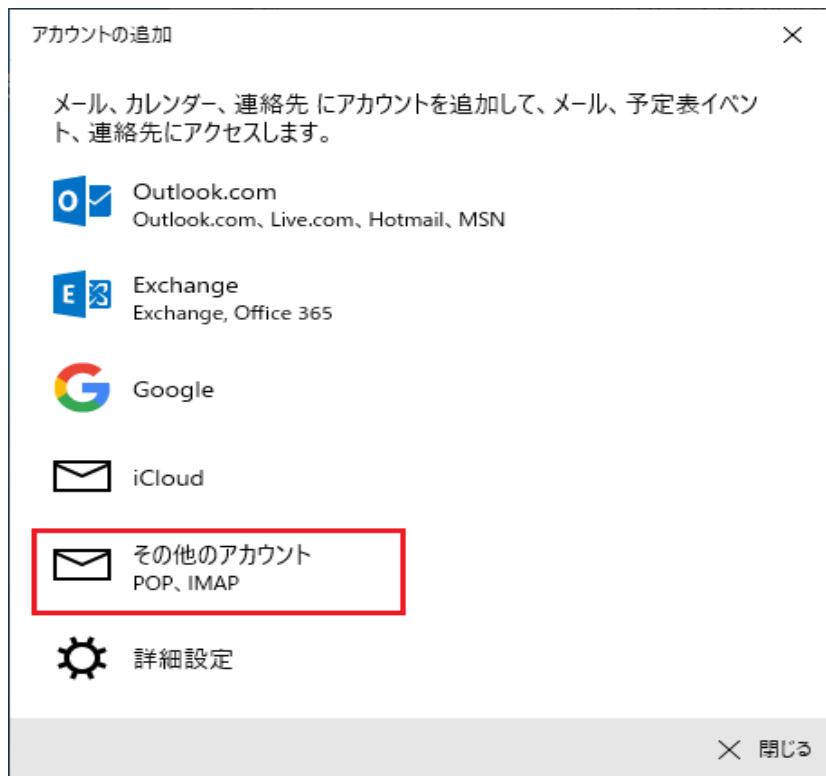 アカウントの追加
メール、カレンダー、連絡先 にアカウントを追加して、メール、予定表イベン
ト、連絡先にアクセスします。
Outlook.com
Outlook.com、Live.com、Hotmail、MSN
Exchange
Exchange, Office 365
Google
iCloud
その他のアカウント
POP、IMAP
詳細設定
閉じる